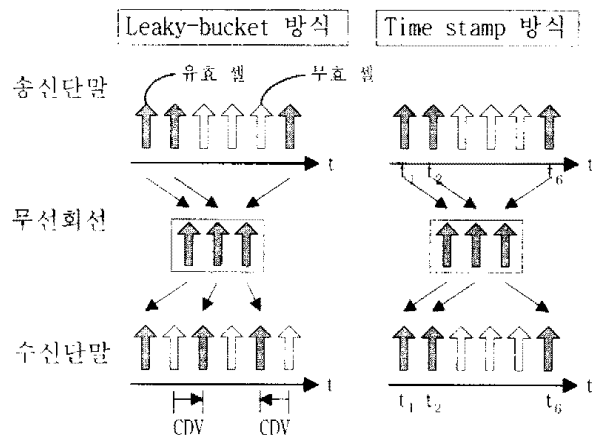 Leaky-bucket 방식
Time stamp 방식
유효 셀
무효 셀
송신단말
t
t
t1 t2 t6
무선회선
수신단말
t
t
t1 t2 t6
CDV CDV